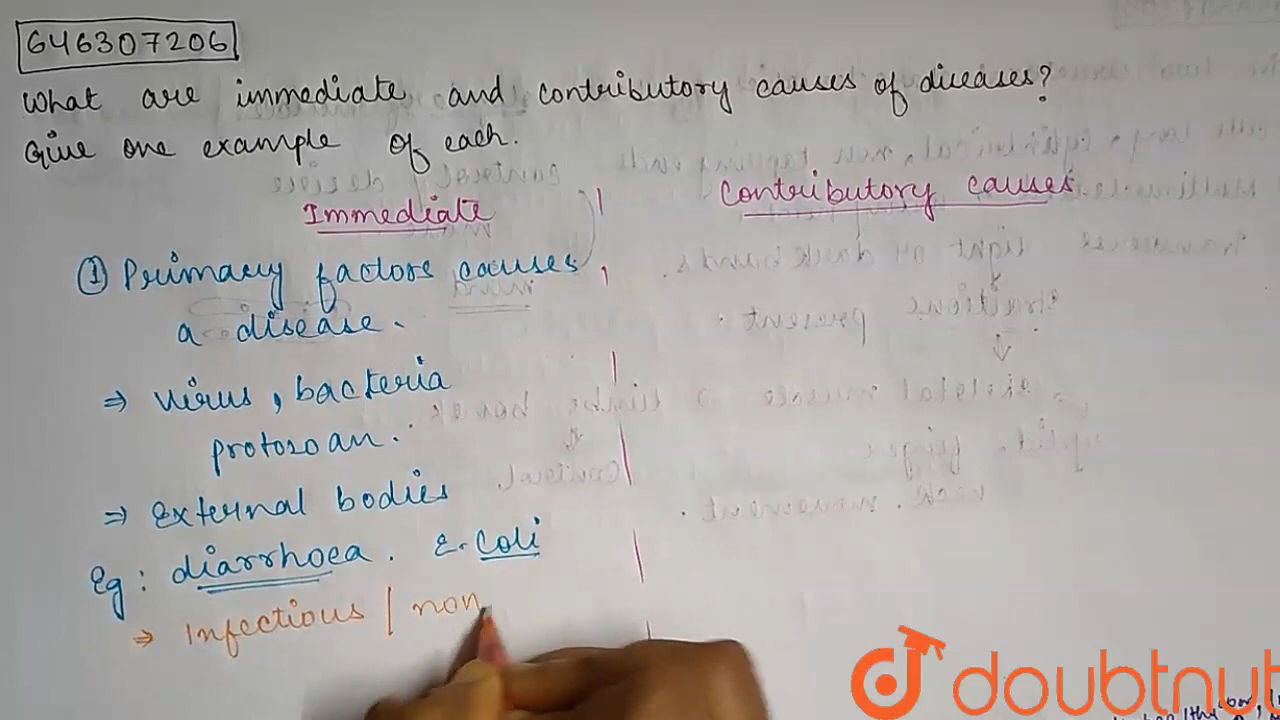 646307206
What are immediate and contributory causes of diseases?
Give one example of each.
Immediate
① Primary factors causes
a disease.
⇒ virus, bacteria
protozoan.
⇒ External bodies
Eg: diarrhoea. E. Coli
⇒ Infectious / non
Contributory causes
doubtnut